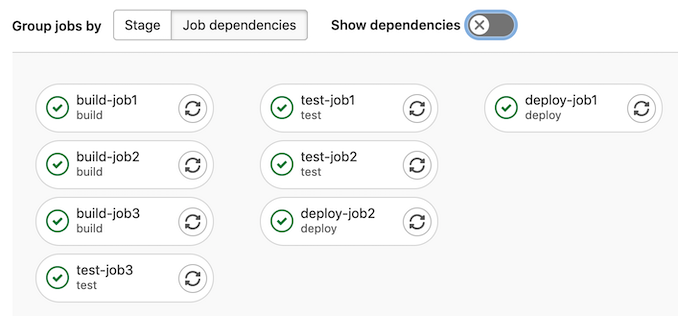 Group jobs by Stage Job dependencies Show dependencies
build-job1
build
test-job1
test
deploy-job1
deploy
build-job2
build
test-job2
test
build-job3
build
deploy-job2
deploy
test-job3
test